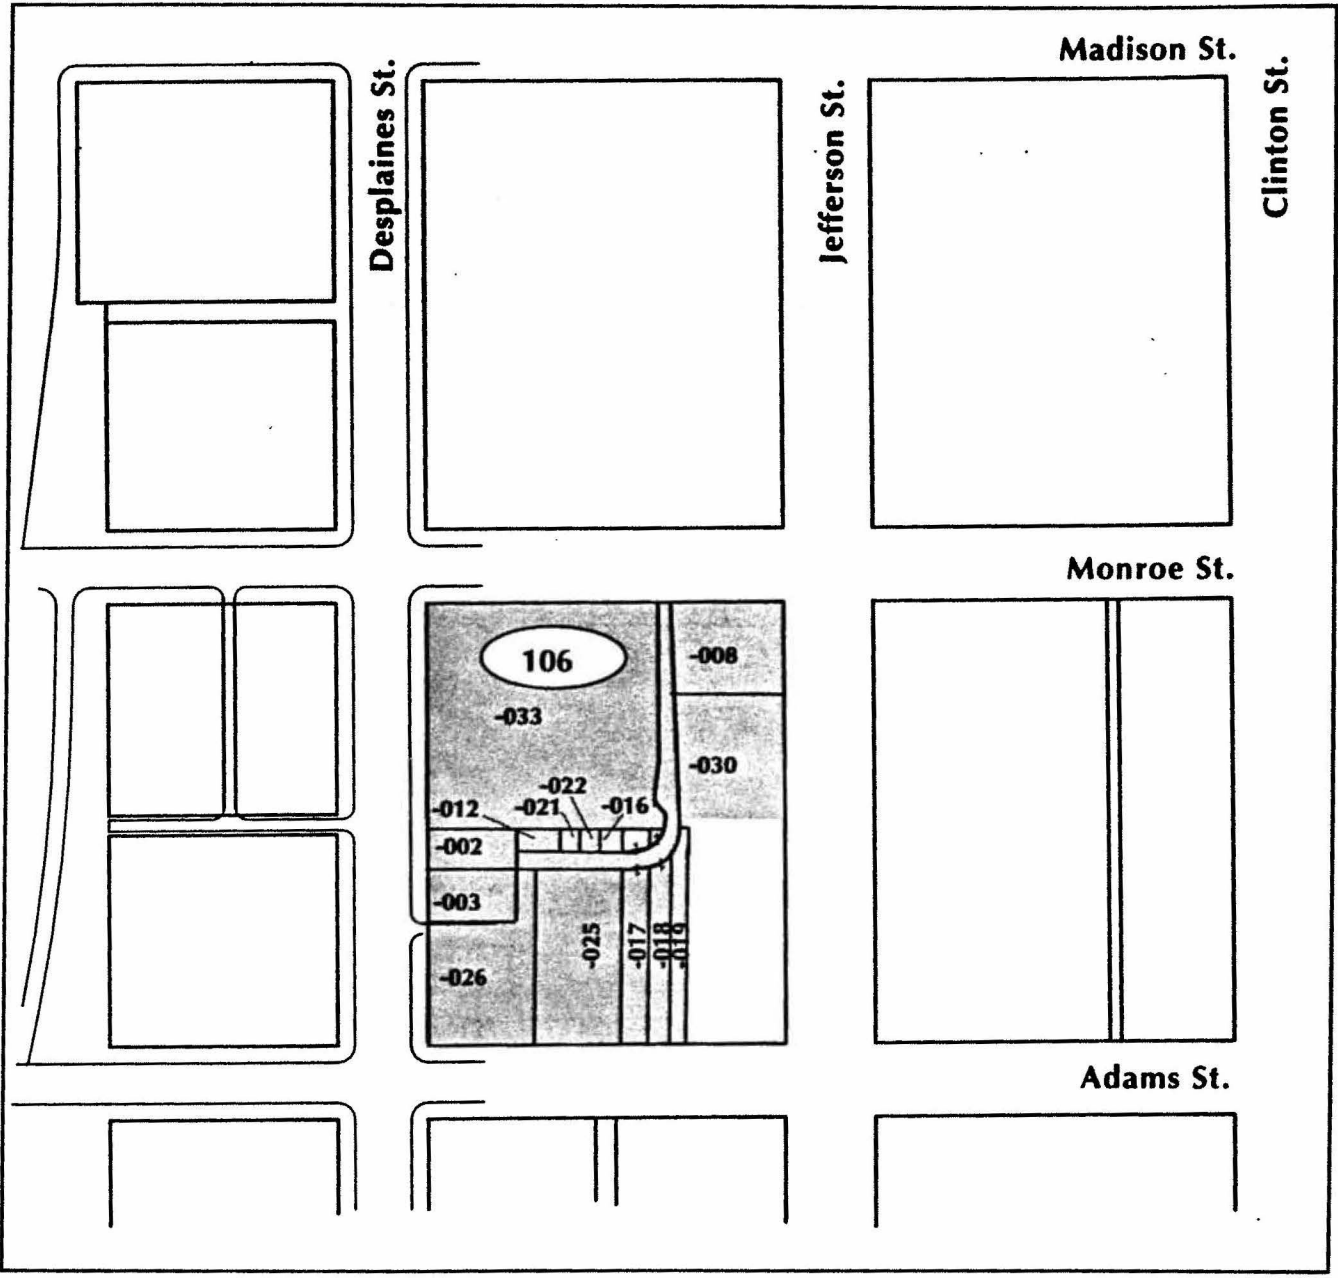 Madison St.
Desplaines St.
Jefferson St.
Clinton St.
Monroe St.
106
-008
-033
-030
-022
-012
-021
-016
-002
-003
-025
-017
-018
-019
-026
Adams St.